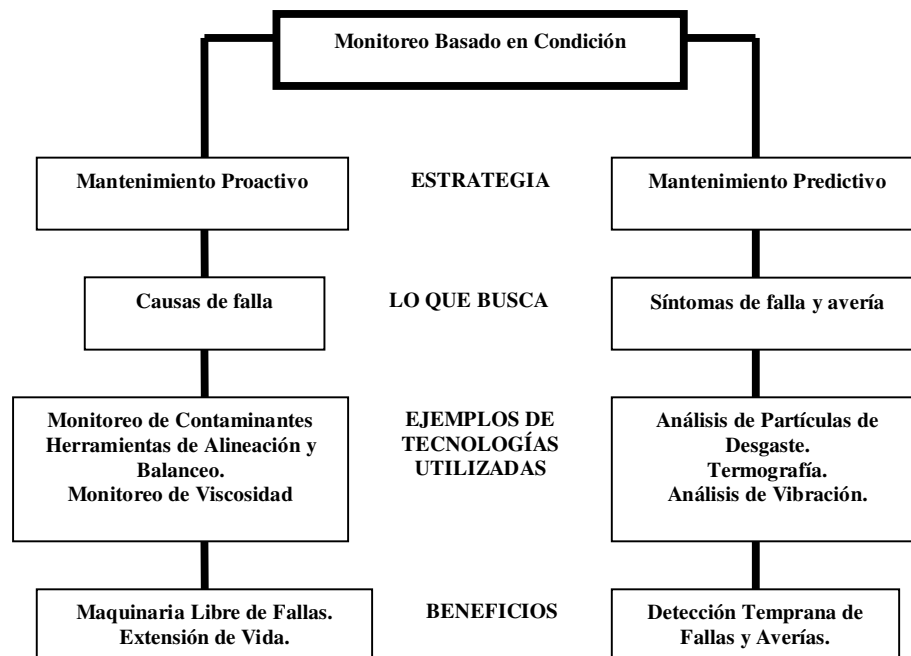 Monitoreo Basado en Condición
Mantenimiento Proactivo
ESTRATEGIA
Mantenimiento Predictivo
Causas de falla
LO QUE BUSCA
Síntomas de falla y avería
Monitoreo de Contaminantes
Herramientas de Alineación y
Balanceo.
Monitoreo de Viscosidad
EJEMPLOS DE
TECNOLOGÍAS
UTILIZADAS
Análisis de Partículas de
Desgaste.
Termografía.
Análisis de Vibración.
Maquinaria Libre de Fallas.
Extensión de Vida.
BENEFICIOS
Detección Temprana de
Fallas y Averías.